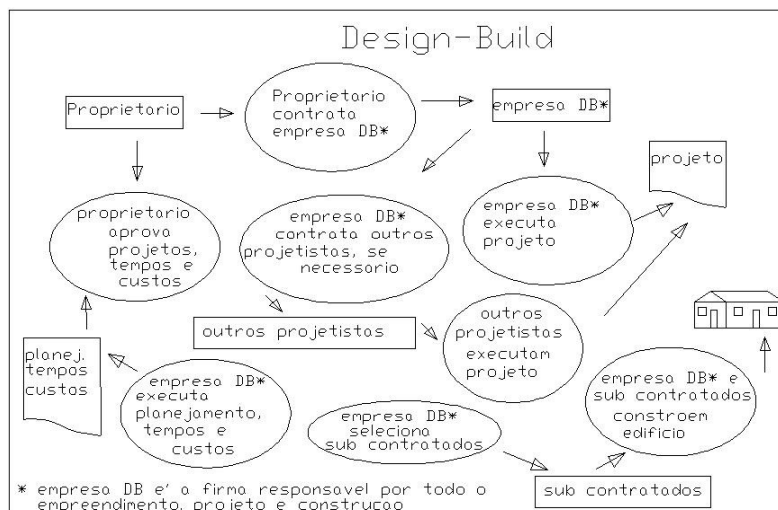 Design-Build
Proprietario
Proprietario
contrata
empresa DB*
empresa DB*
projeto
proprietario
aprova
projetos,
tempos e
custos
empresa DB*
contrata outros
projetistas, se
necessario
empresa DB*
executa
projeto
outros projetistas
outros
projetistas
executam
projeto
planej.
tempos
custos
empresa DB*
executa
planejamento,
tempos e
custos
empresa DB*
seleciona
sub contratados
empresa DB* e
sub contratados
constroem
edificio
sub contratados
* empresa DB e' a firma responsavel por todo o
empreendimento, projeto e construcao